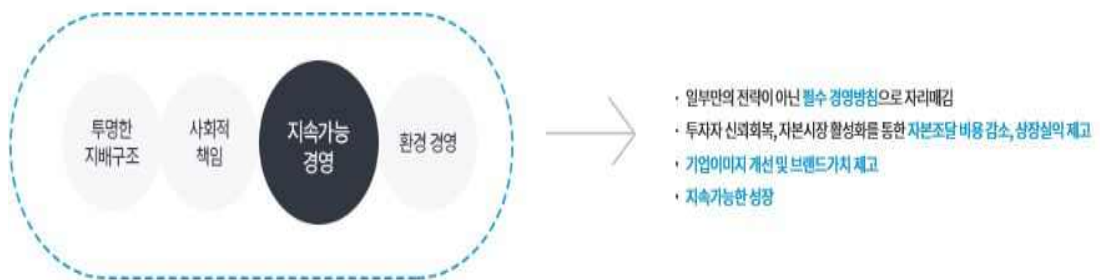 투명한
지배구조
사회적
책임
지속가능
경영
환경 경영
· 일부만의 전략이 아닌 필수 경영방침으로 자리매김
· 투자자 신뢰회복, 자본시장 활성화를 통한 자본조달 비용 감소, 상장실익 제고
· 기업이미지 개선 및 브랜드가치 제고
· 지속가능한 성장